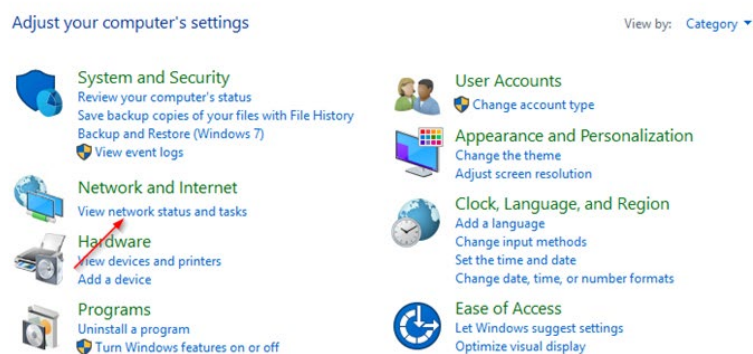 Adjust your computer's settings
View by: Category
System and Security
Review your computer's status
Save backup copies of your files with File History
Backup and Restore (Windows 7)
View event logs
Network and Internet
View network status and tasks
Hardware
View devices and printers
Add a device
Programs
Uninstall a program
Turn Windows features on or off
User Accounts
Change account type
Appearance and Personalization
Change the theme
Adjust screen resolution
Clock, Language, and Region
Add a language
Change input methods
Set the time and date
Change date, time, or number formats
Ease of Access
Let Windows suggest settings
Optimize visual display